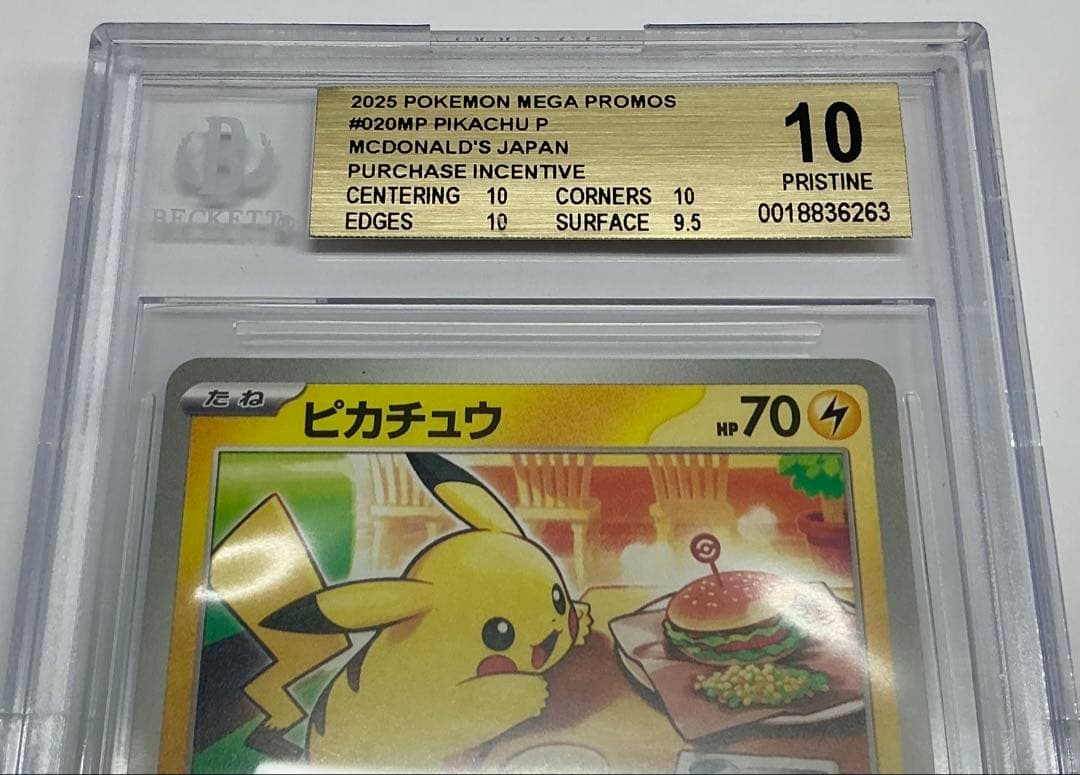 2025 POKEMON MEGA PROMOS
#020MP PIKACHU P
MCDONALD'S JAPAN
PURCHASE INCENTIVE
CENTERING 10 CORNERS 10
EDGES 10 SURFACE 9.5
10
PRISTINE
0018836263
BECKETT®
たね ピカチュウ HP70